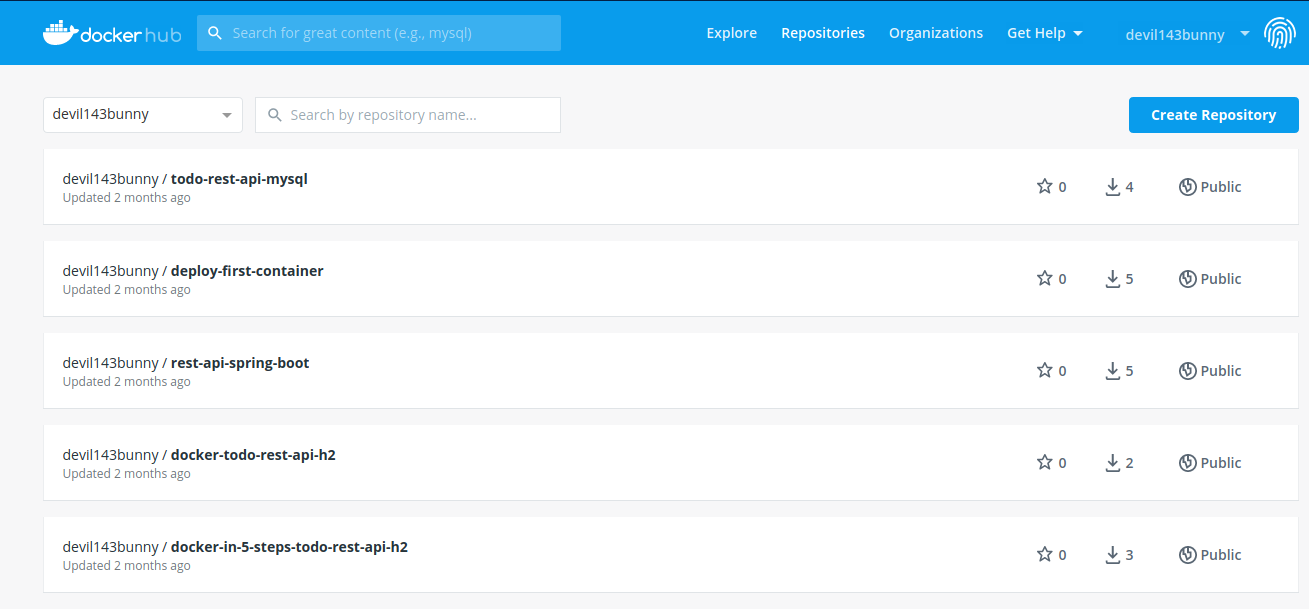 dockerhub Search for great content (e.g., mysql) Explore Repositories Organizations Get Help devil143bunny
devil143bunny Search by repository name... Create Repository
devil143bunny / todo-rest-api-mysql 0 4 Public
Updated 2 months ago
devil143bunny / deploy-first-container 0 5 Public
Updated 2 months ago
devil143bunny / rest-api-spring-boot 0 5 Public
Updated 2 months ago
devil143bunny / docker-todo-rest-api-h2 0 2 Public
Updated 2 months ago
devil143bunny / docker-in-5-steps-todo-rest-api-h2 0 3 Public
Updated 2 months ago